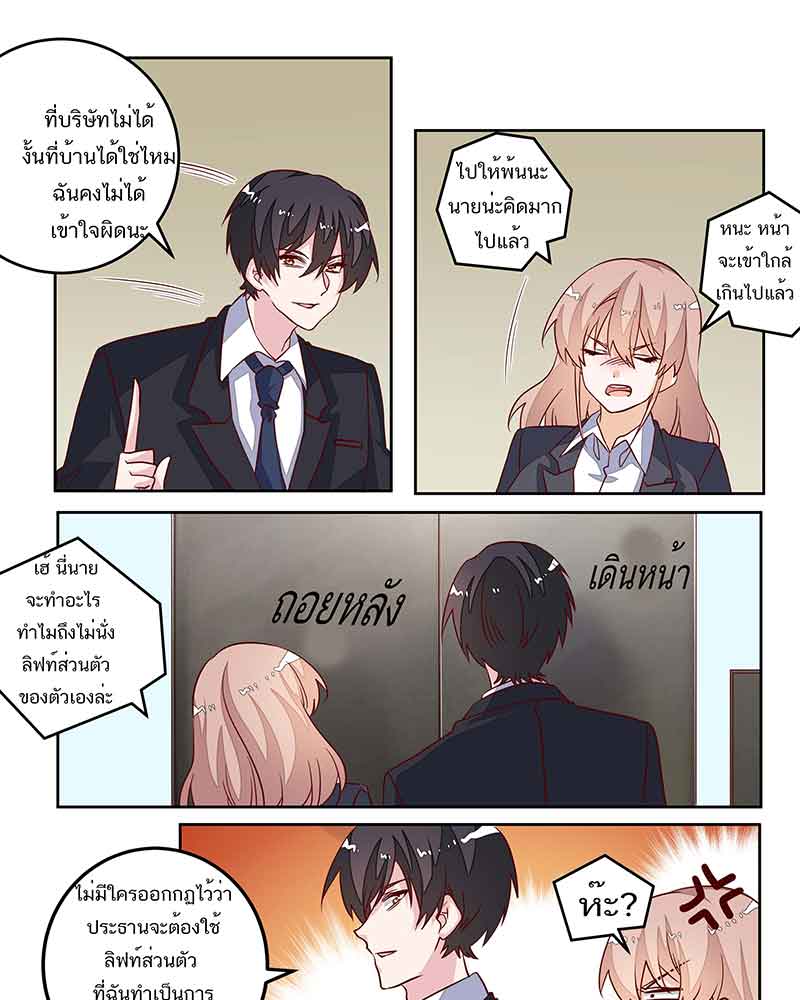 ที่บริษัทไม่ได้
งั้นที่บ้านได้ใช่ไหม
ฉันคงไม่ได้
เข้าใจผิดนะ
ไปให้พ้นนะ
นายน่ะคิดมาก
ไปแล้ว
หนะ หน้า
จะเข้าใกล้
เกินไปแล้ว
เฮ้ นี่นาย
จะทำอะไร
ทำไมถึงไม่นั่ง
ลิฟท์ส่วนตัว
ของตัวเองล่ะ
ถอยหลัง
เดินหน้า
ไม่มีใครออกกฎไว้ว่า
ประธานจะต้องใช้
ลิฟท์ส่วนตัว
ที่ฉันทำเป็นการ
ห๊ะ?